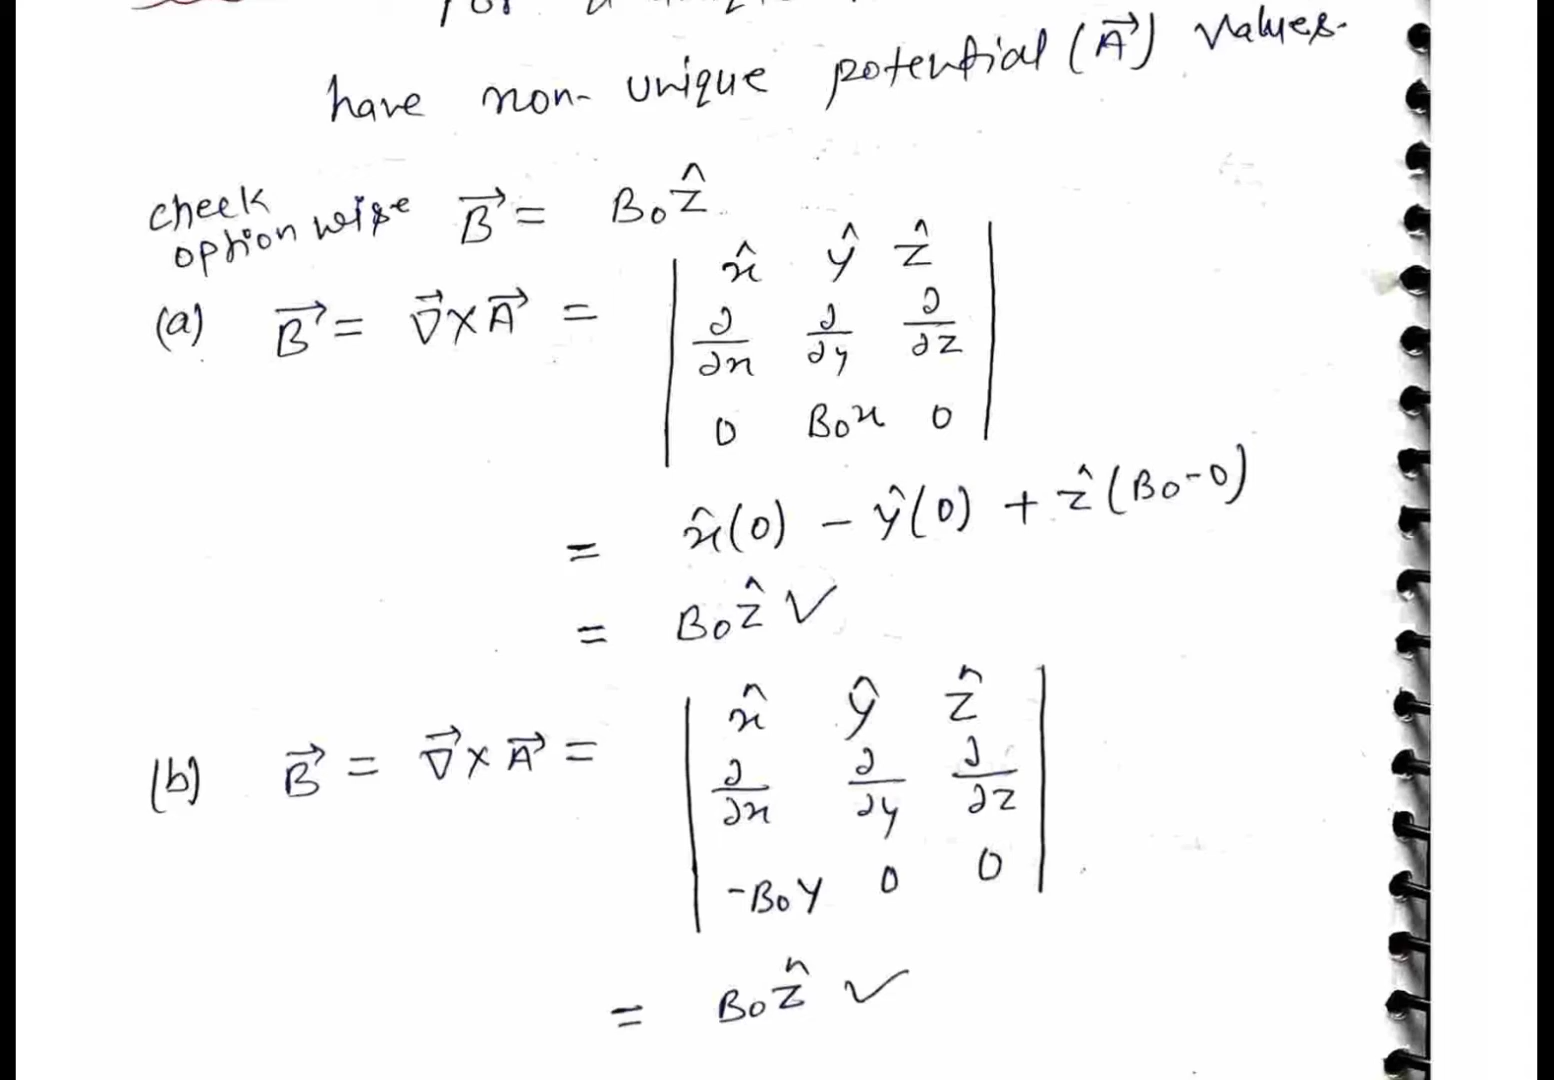 have non- unique potential (A⃗) values.
check
option wise B⃗ = B₀ẑ
(a) B⃗ = ∇⃗×A⃗ = | x̂ ŷ ẑ |
| ∂/∂x ∂/∂y ∂/∂z |
| 0 B₀x 0 |
= x̂(0) - ŷ(0) + ẑ(B₀-0)
= B₀ẑ ✓
(b) B⃗ = ∇⃗×A⃗ = | x̂ ŷ ẑ |
| ∂/∂x ∂/∂y ∂/∂z |
| -B₀y 0 0 |
= B₀ẑ ✓